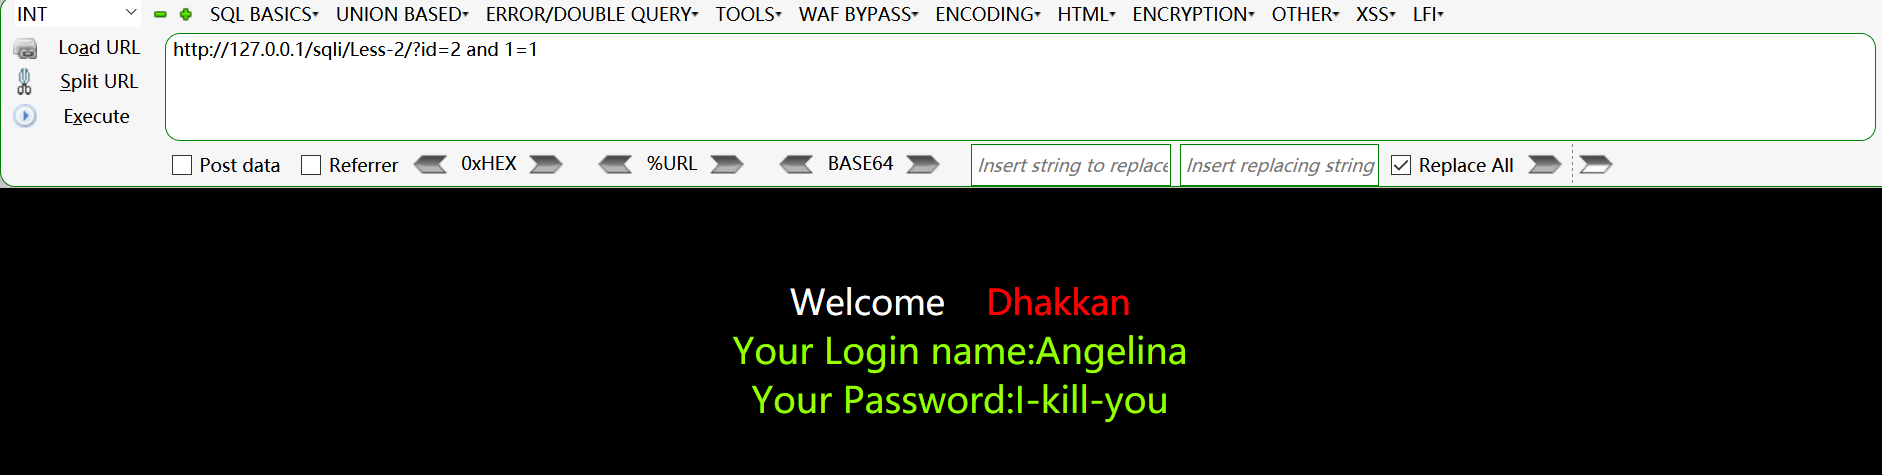 INT SQL BASICS UNION BASED ERROR/DOUBLE QUERY TOOLS WAF BYPASS ENCODING HTML ENCRYPTION OTHER XSS LFI
Load URL http://127.0.0.1/sqli/Less-2/?id=2 and 1=1
Split URL
Execute
Post data Referrer 0xHEX %URL BASE64 Insert string to replace Insert replacing string Replace All
Welcome Dhakkan
Your Login name:Angelina
Your Password:I-kill-you